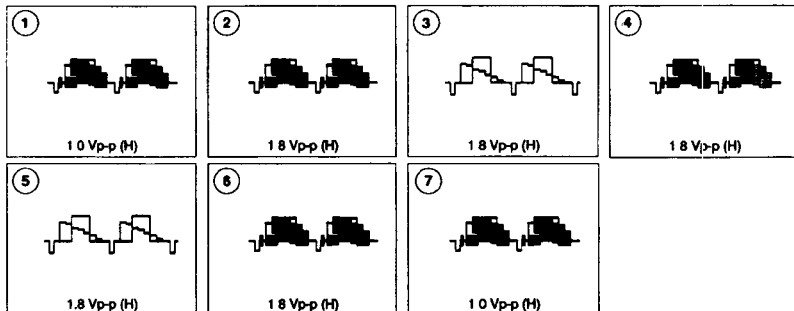 1
2
3
4
1 0 Vp-p (H)
1 8 Vp-p (H)
1 8 Vp-p (H)
1 8 Vp-p (H)
5
6
7
1.8 Vp-p (H)
1 8 Vp-p (H)
1 0 Vp-p (H)